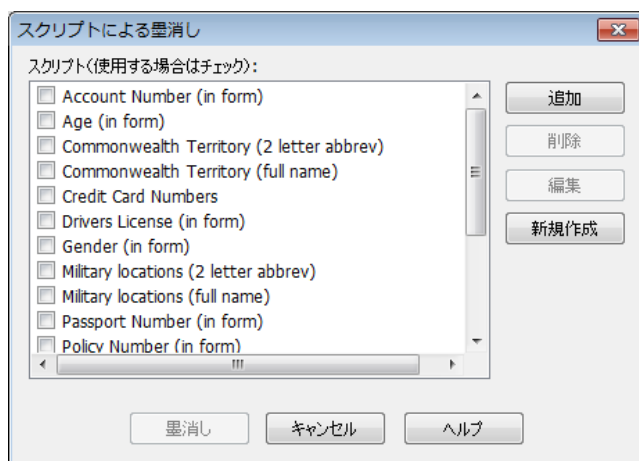 スクリプトによる墨消し
スクリプト(使用する場合はチェック):
Account Number (in form)
Age (in form)
Commonwealth Territory (2 letter abbrev)
Commonwealth Territory (full name)
Credit Card Numbers
Drivers License (in form)
Gender (in form)
Military locations (2 letter abbrev)
Military locations (full name)
Passport Number (in form)
Policy Number (in form)
追加
削除
編集
新規作成
墨消し
キャンセル
ヘルプ